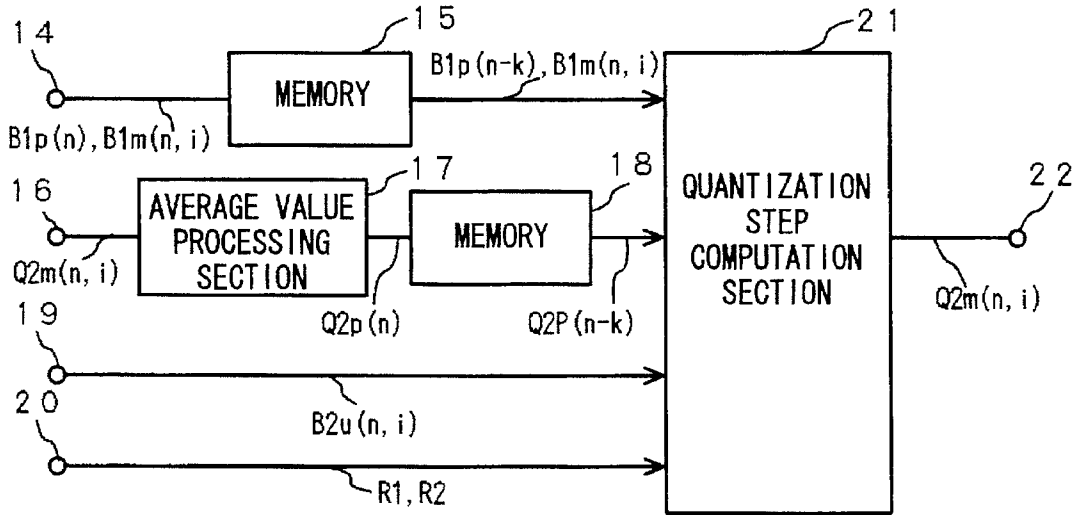 14
15
21
B1p(n-k), B1m(n, i)
MEMORY
B1p(n), B1m(n, i)
16
17
18
22
AVERAGE VALUE
PROCESSING
SECTION
MEMORY
QUANTIZATION
STEP
COMPUTATION
SECTION
Q2m(n, i)
Q2p(n)
Q2P(n-k)
Q2m(n, i)
19
B2u(n, i)
20
R1, R2